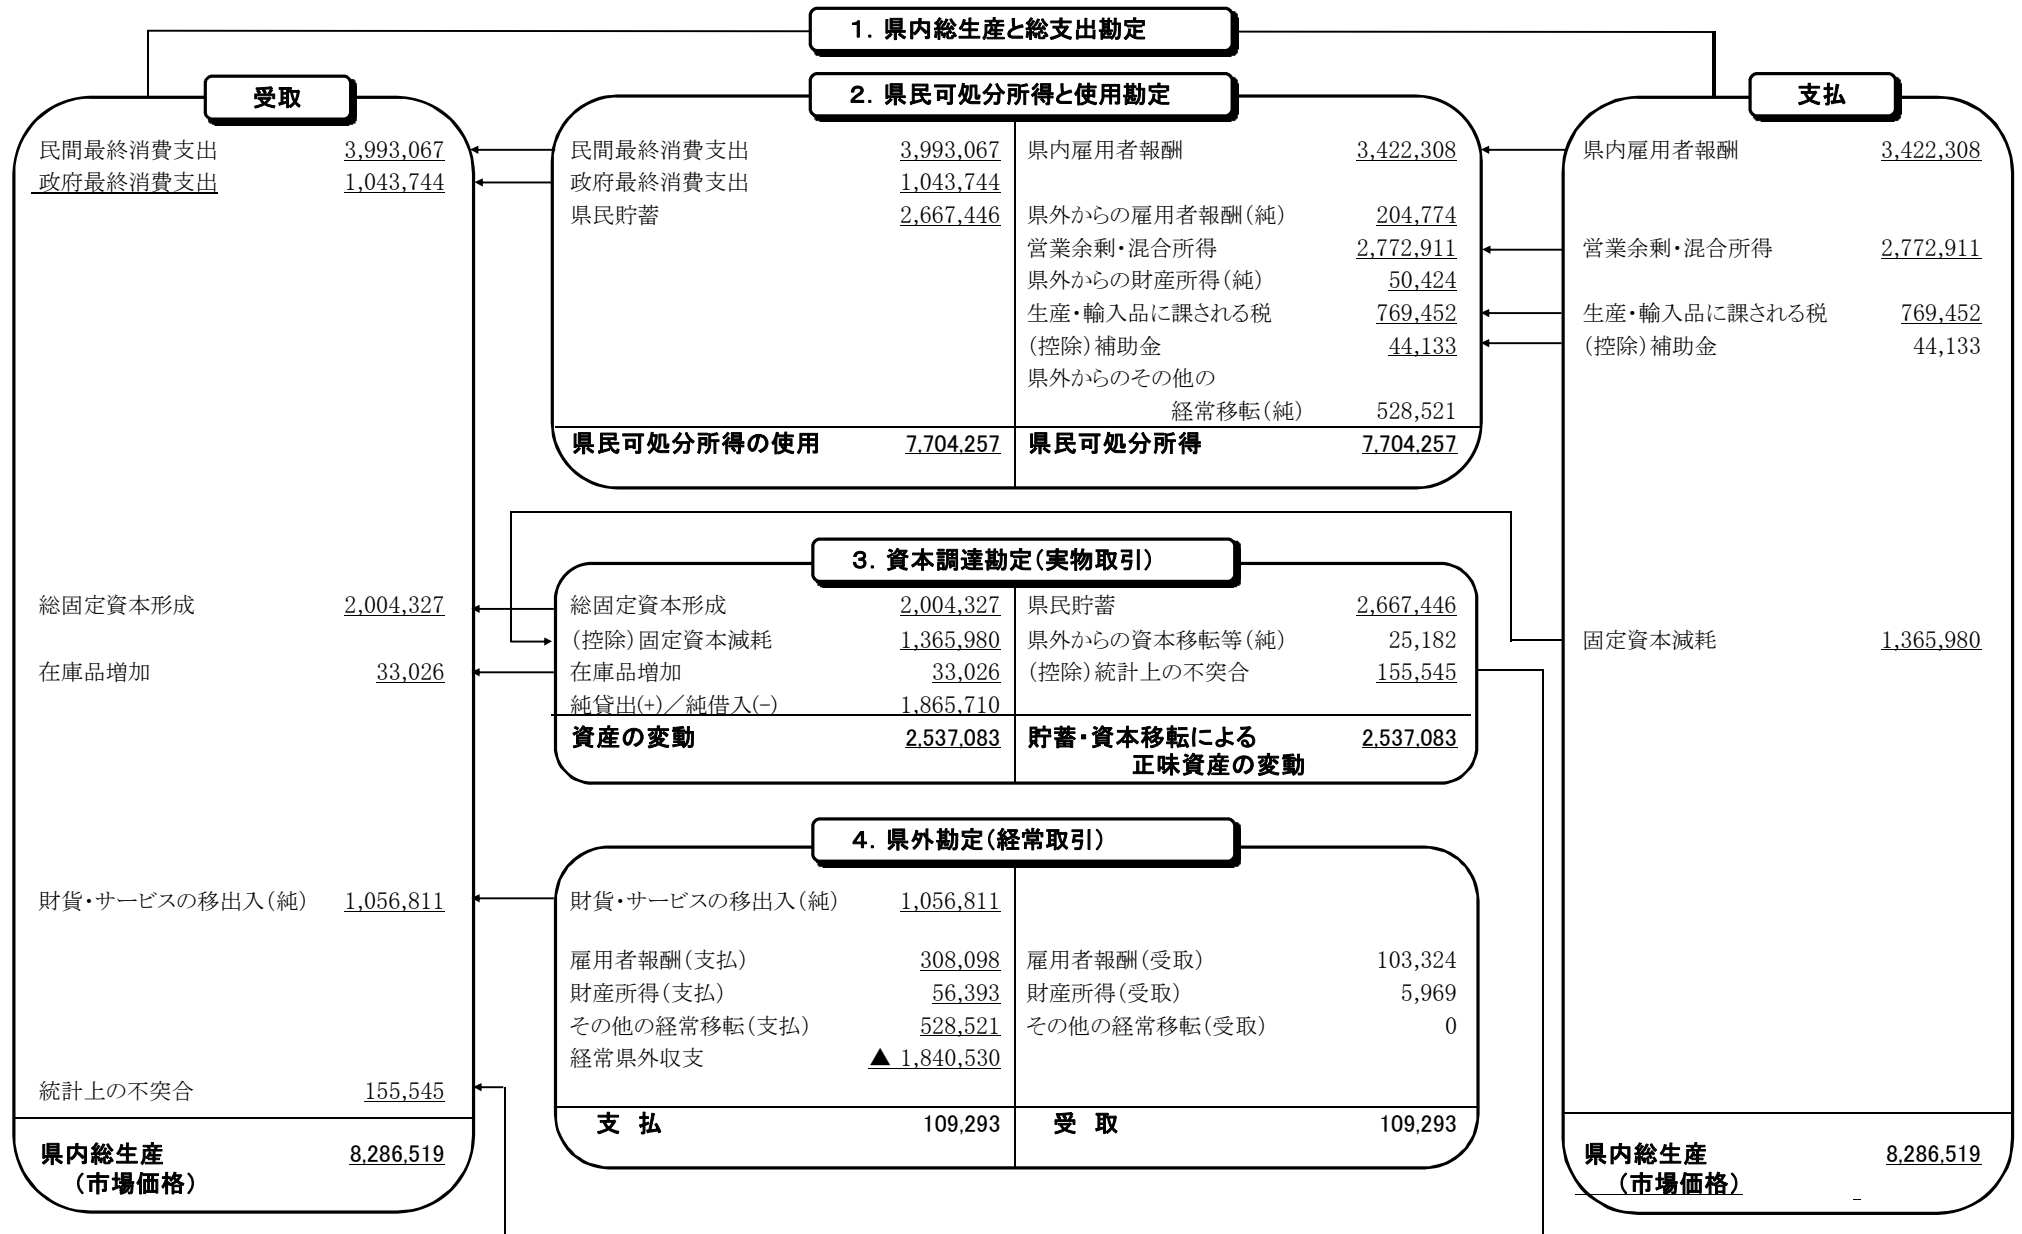 1. 県内総生産と総支出勘定
受取
民間最終消費支出 3,993,067
政府最終消費支出 1,043,744
総固定資本形成 2,004,327
在庫品増加 33,026
財貨・サービスの移出入(純) 1,056,811
統計上の不突合 155,545
県内総生産 8,286,519
(市場価格)
2. 県民可処分所得と使用勘定
民間最終消費支出 3,993,067
政府最終消費支出 1,043,744
県民貯蓄 2,667,446
県民可処分所得の使用 7,704,257
県内雇用者報酬 3,422,308
県外からの雇用者報酬(純) 204,774
営業余剰・混合所得 2,772,911
県外からの財産所得(純) 50,424
生産・輸入品に課される税 769,452
(控除)補助金 44,133
県外からのその他の
経常移転(純) 528,521
県民可処分所得 7,704,257
3. 資本調達勘定(実物取引)
総固定資本形成 2,004,327
(控除)固定資本減耗 1,365,980
在庫品増加 33,026
純貸出(+)/純借入(-) 1,865,710
資産の変動 2,537,083
県民貯蓄 2,667,446
県外からの資本移転等(純) 25,182
(控除)統計上の不突合 155,545
貯蓄・資本移転による 2,537,083
正味資産の変動
4. 県外勘定(経常取引)
財貨・サービスの移出入(純) 1,056,811
雇用者報酬(支払) 308,098
財産所得(支払) 56,393
その他の経常移転(支払) 528,521
経常県外収支 ▲ 1,840,530
支 払 109,293
雇用者報酬(受取) 103,324
財産所得(受取) 5,969
その他の経常移転(受取) 0
受 取 109,293
支払
県内雇用者報酬 3,422,308
営業余剰・混合所得 2,772,911
生産・輸入品に課される税 769,452
(控除)補助金 44,133
固定資本減耗 1,365,980
県内総生産 8,286,519
(市場価格)